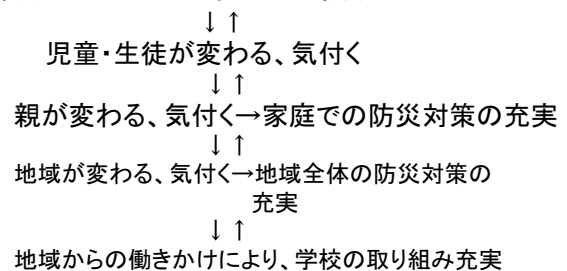 ↓ ↑
児童・生徒が変わる、気付く
↓ ↑
親が変わる、気付く→家庭での防災対策の充実
↓ ↑
地域が変わる、気付く→地域全体の防災対策の
充実
↓ ↑
地域からの働きかけにより、学校の取り組み充実